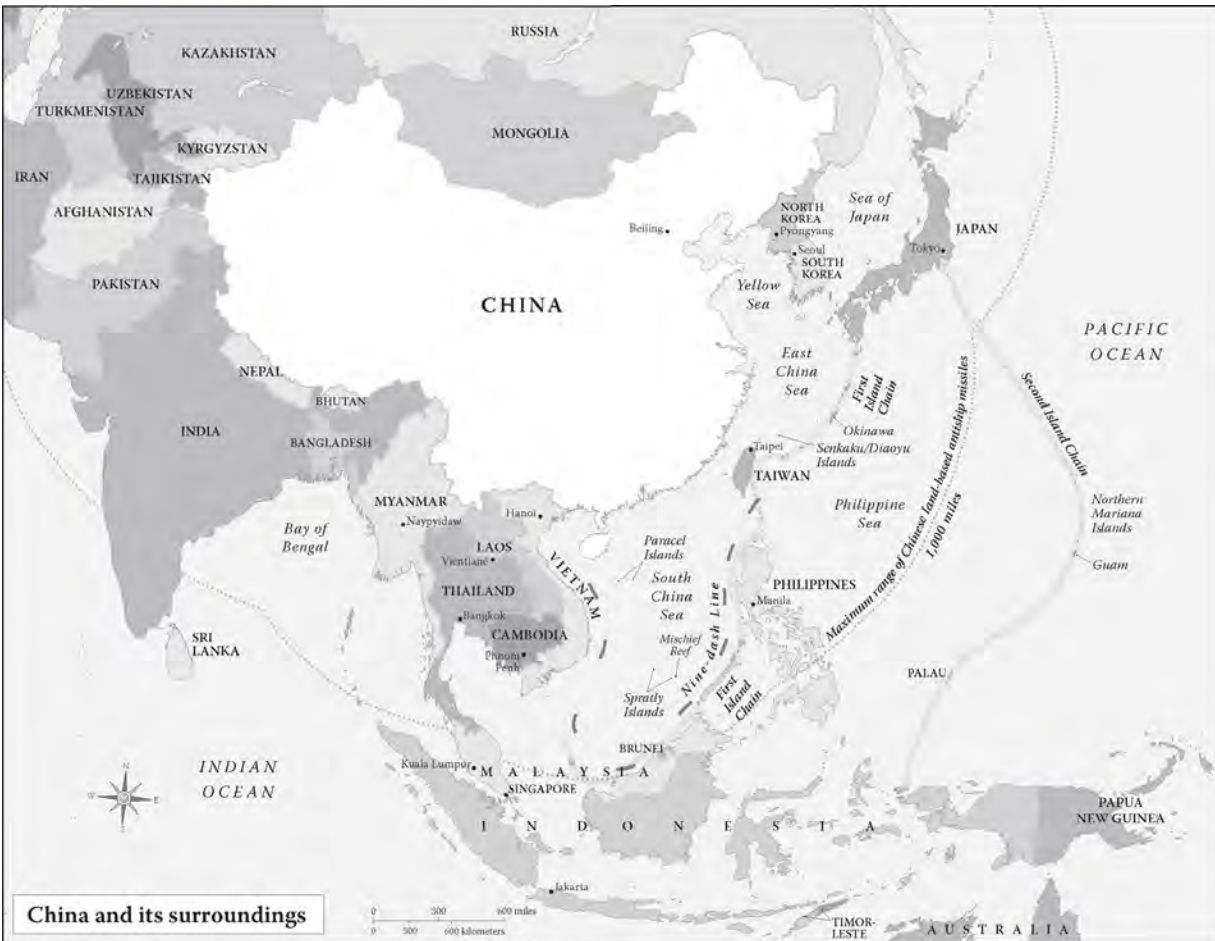 RUSSIA
KAZAKHSTAN
UZBEKISTAN
TURKMENISTAN
MONGOLIA
KYRGYZSTAN
IRAN
TAJIKISTAN
AFGHANISTAN
NORTH
KOREA
Pyongyang
Sea of
Japan
Beijing
JAPAN
Tokyo
Seoul
SOUTH
KOREA
PAKISTAN
Yellow
Sea
CHINA
PACIFIC
OCEAN
East
China
Sea
NEPAL
First
Island
Chain
BHUTAN
Second Island Chain
INDIA
BANGLADESH
Okinawa
Senkaku/Diaoyu
Islands
Taipei
TAIWAN
Maximum range of Chinese land-based antiship missiles
1,000 miles
MYANMAR
Naypyidaw
Hanoi
Philippine
Sea
Northern
Mariana
Islands
Bay of
Bengal
Paracel
Islands
LAOS
Vientiane
VIETNAM
South
China
Sea
Guam
THAILAND
PHILIPPINES
Manila
Bangkok
CAMBODIA
Phnom
Penh
Nine-dash Line
Mischief
Reef
SRI
LANKA
PALAU
Spratly
Islands
First
Island
Chain
BRUNEI
INDIAN
OCEAN
Kuala Lumpur
MALAYSIA
SINGAPORE
N
W
E
S
INDONESIA
PAPUA
NEW GUINEA
Jakarta
China and its surroundings
0 300 600 miles
0 300 600 kilometers
TIMOR-
LESTE
AUSTRALIA